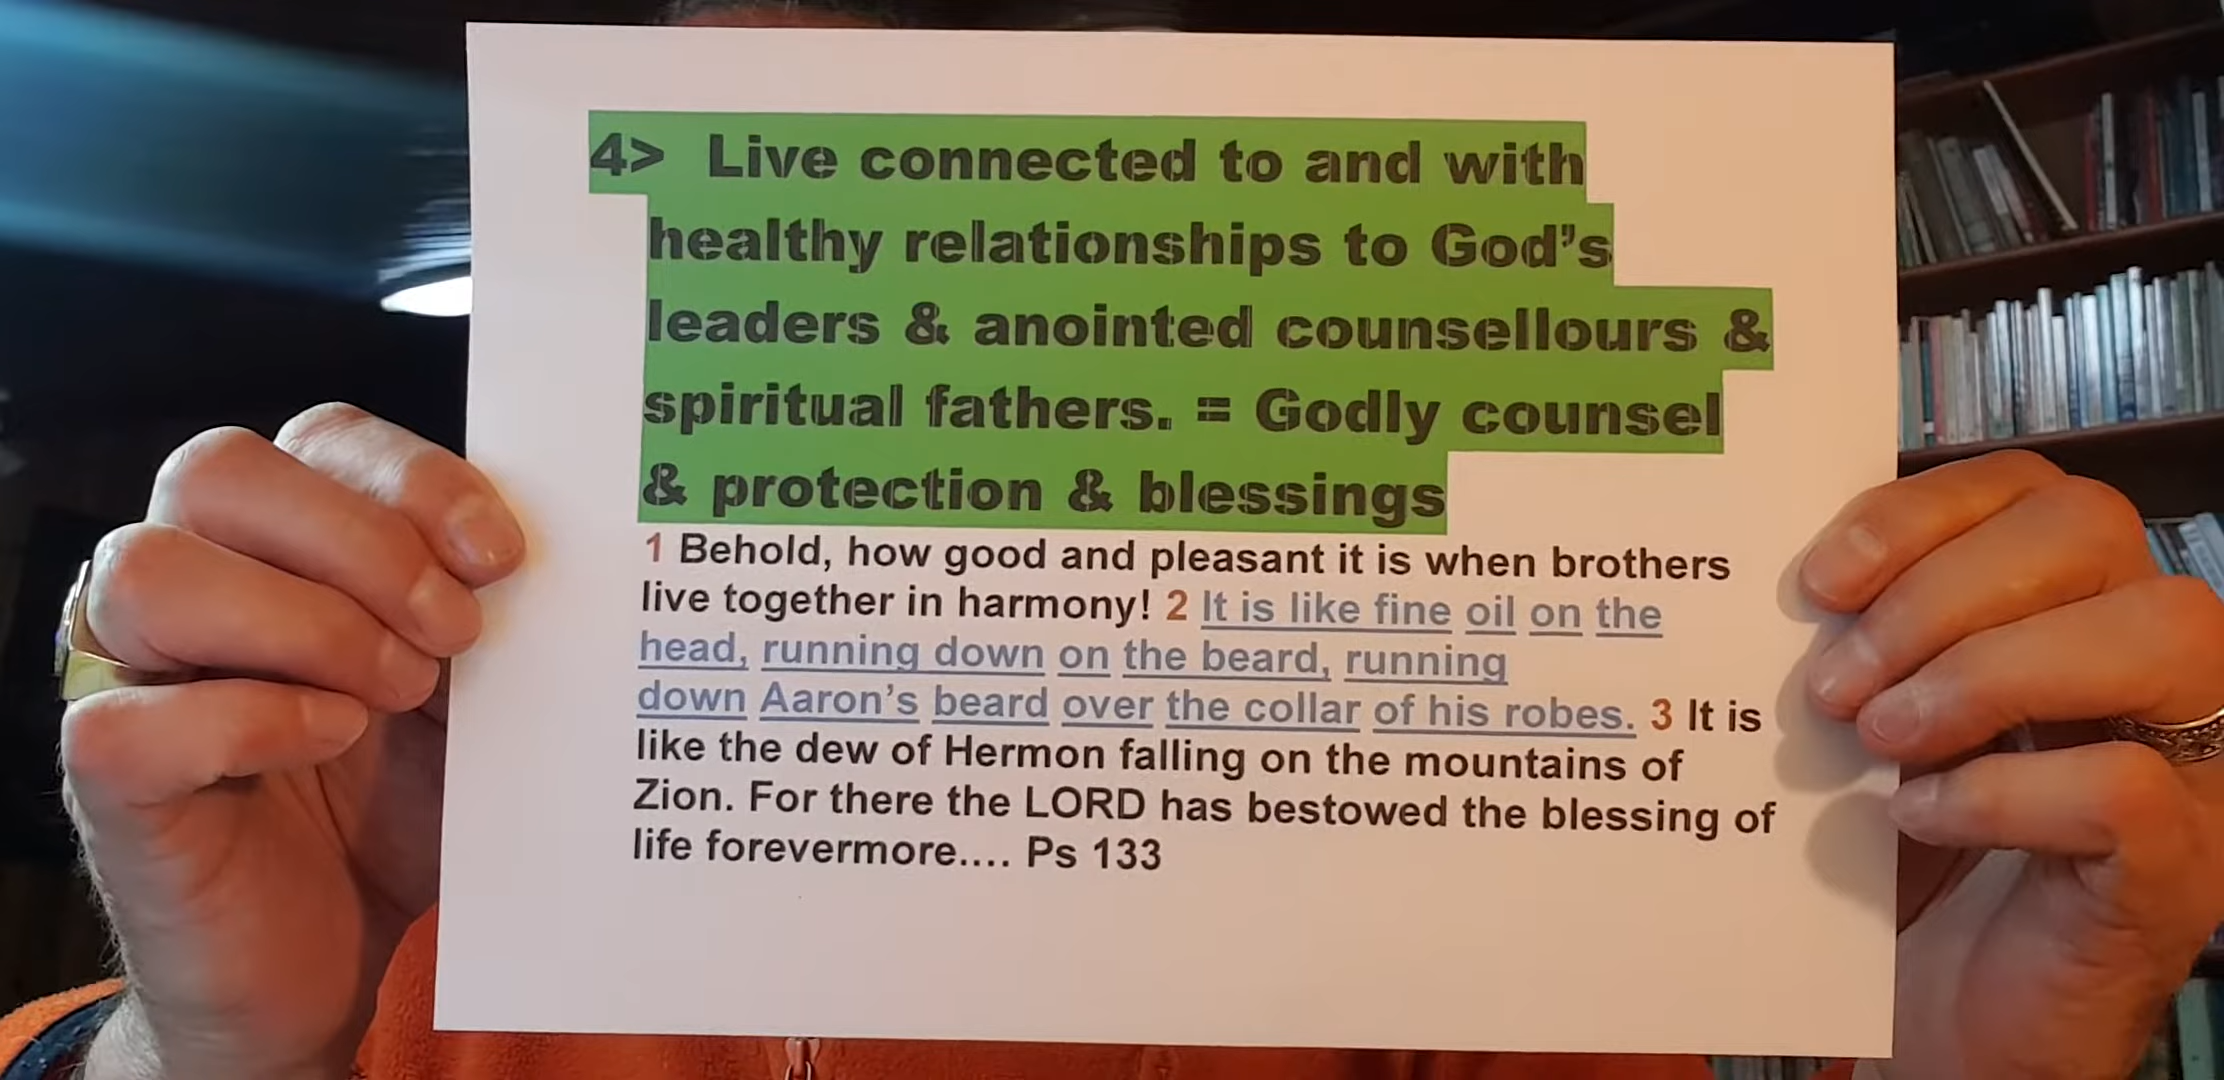 4> Live connected to and with
healthy relationships to God's
leaders & anointed counsellours &
spiritual fathers. = Godly counsel
& protection & blessings
1 Behold, how good and pleasant it is when brothers
live together in harmony! 2 It is like fine oil on the
head, running down on the beard, running
down Aaron's beard over the collar of his robes. 3 It is
like the dew of Hermon falling on the mountains of
Zion. For there the LORD has bestowed the blessing of
life forevermore.... Ps 133